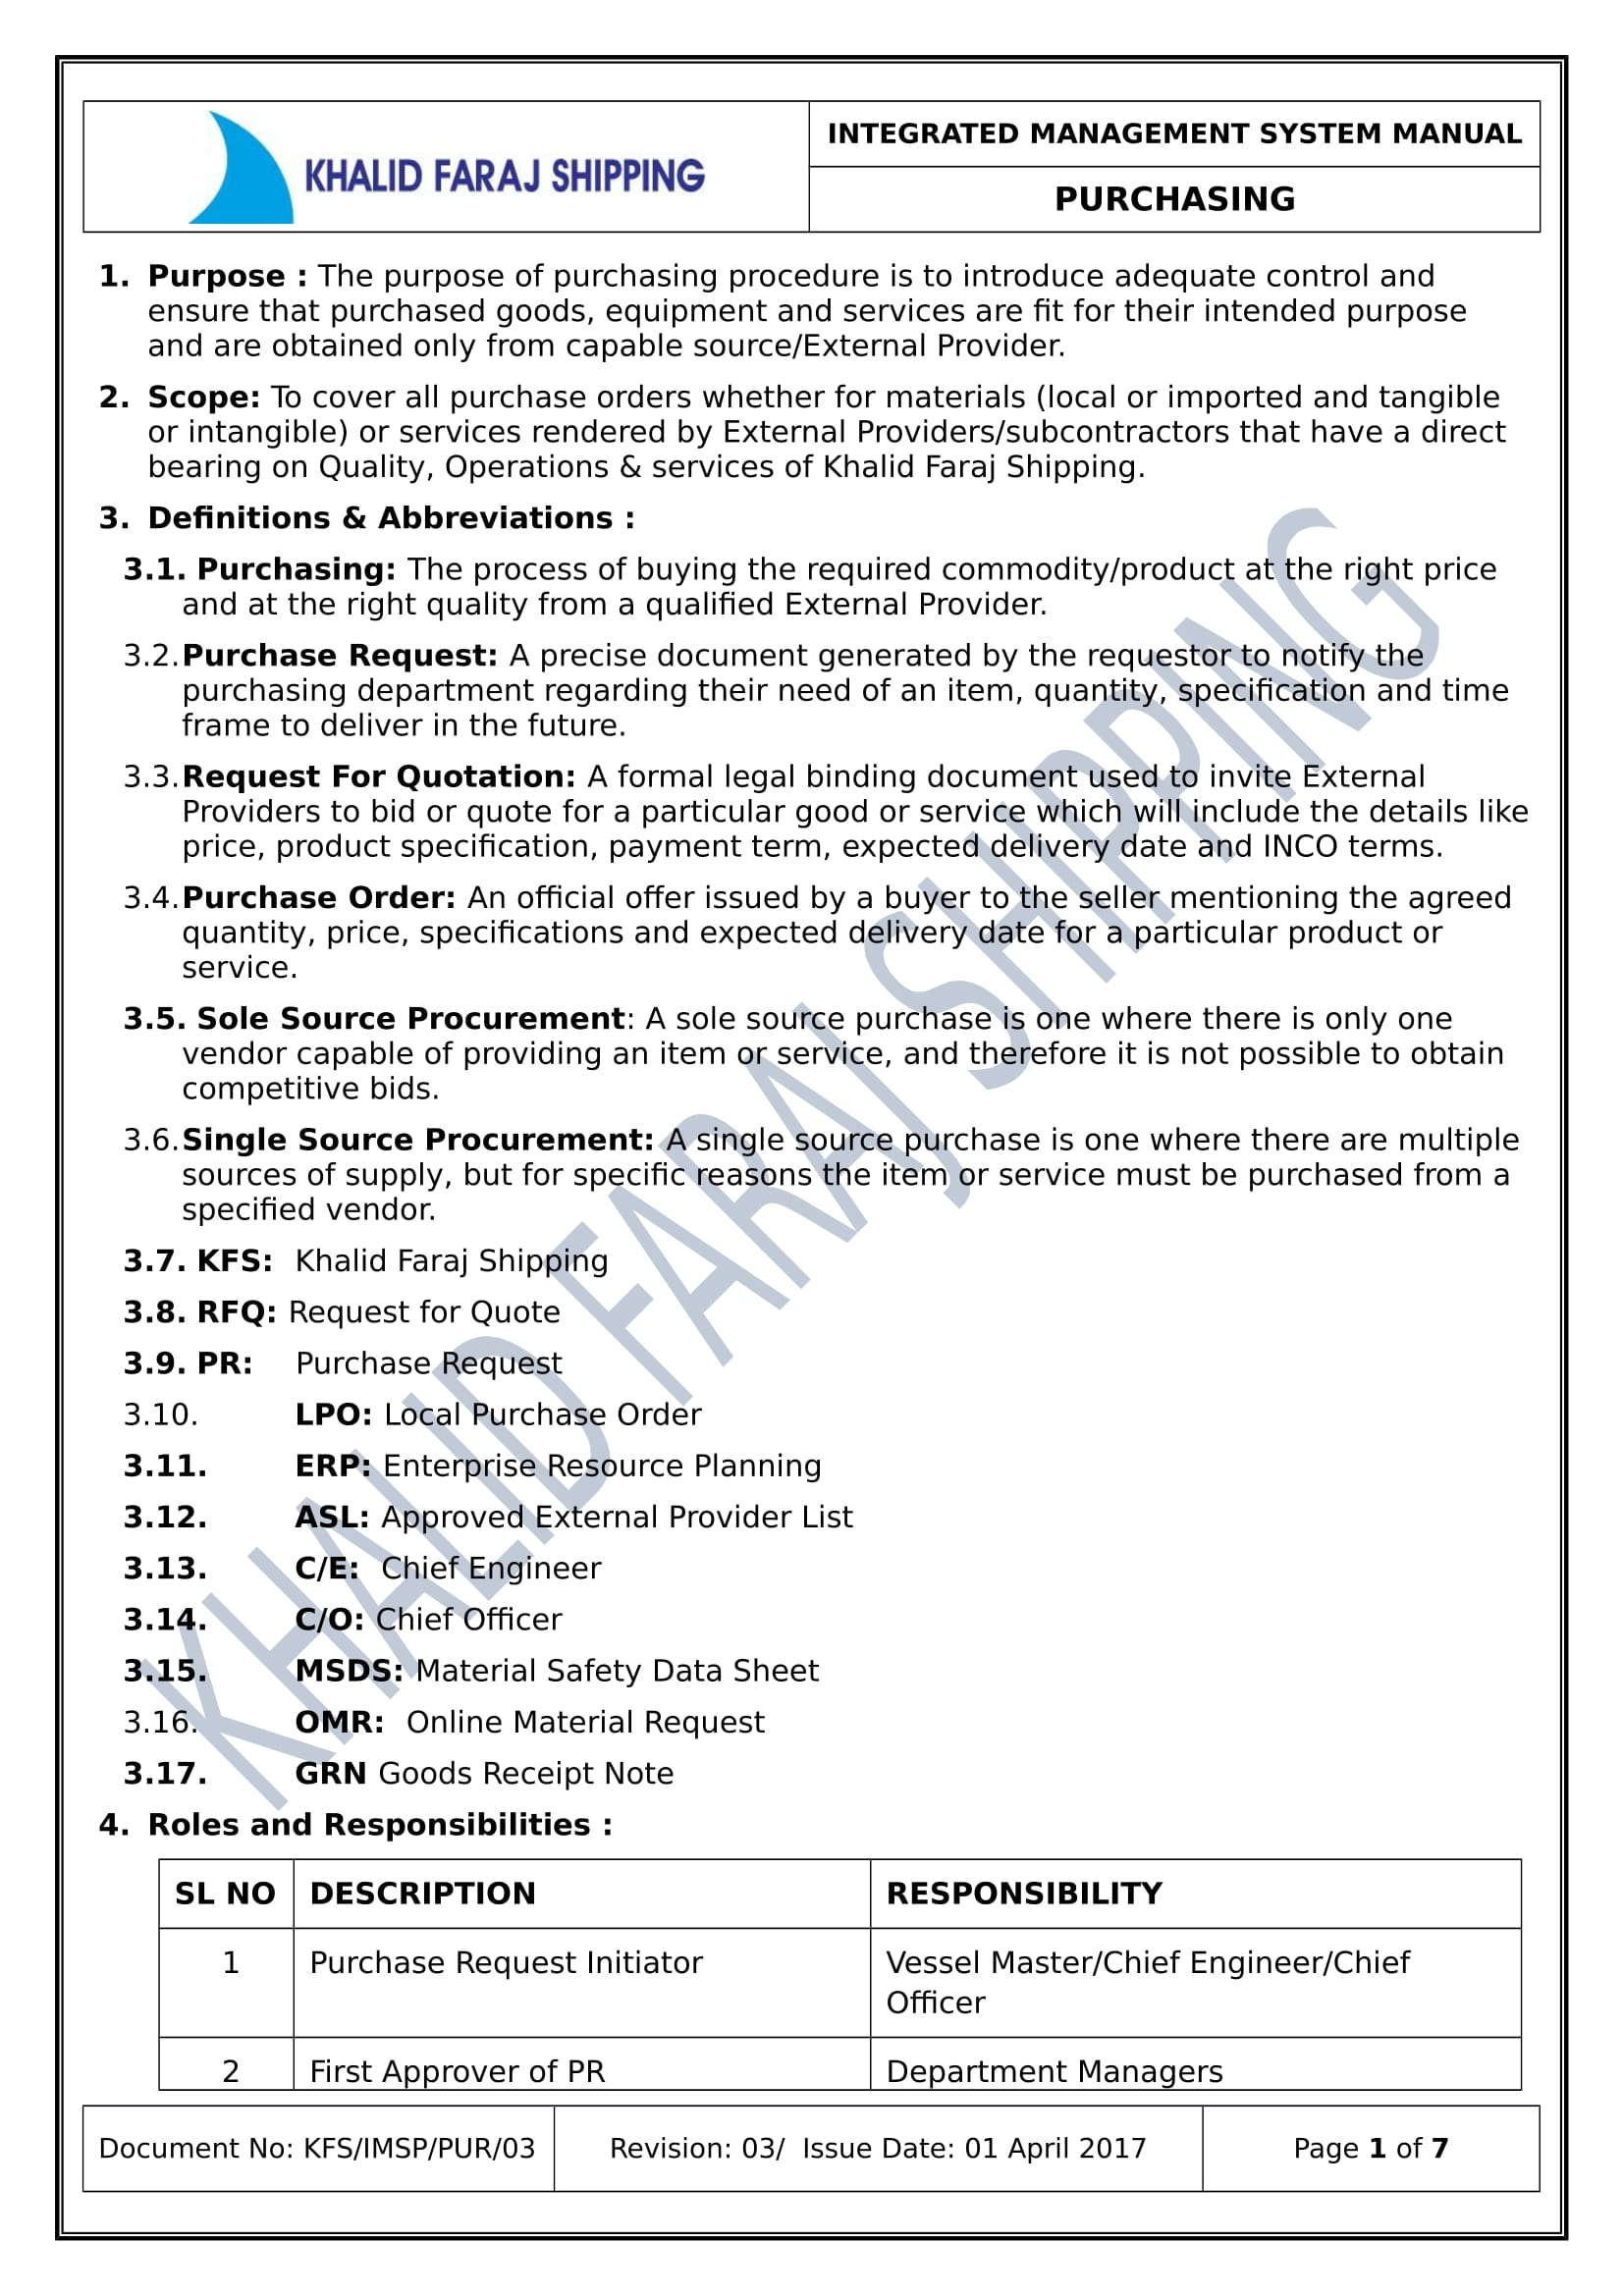 KHALID FARAJ SHIPPING
INTEGRATED MANAGEMENT SYSTEM MANUAL
PURCHASING
1. Purpose : The purpose of purchasing procedure is to introduce adequate control and
ensure that purchased goods, equipment and services are fit for their intended purpose
and are obtained only from capable source/External Provider.
2. Scope: To cover all purchase orders whether for materials (local or imported and tangible
or intangible) or services rendered by External Providers/subcontractors that have a direct
bearing on Quality, Operations & services of Khalid Faraj Shipping.
3. Definitions & Abbreviations :
3.1. Purchasing: The process of buying the required commodity/product at the right price
and at the right quality from a qualified External Provider.
3.2. Purchase Request: A precise document generated by the requestor to notify the
purchasing department regarding their need of an item, quantity, specification and time
frame to deliver in the future.
3.3. Request For Quotation: A formal legal binding document used to invite External
Providers to bid or quote for a particular good or service which will include the details like
price, product specification, payment term, expected delivery date and INCO terms.
3.4. Purchase Order: An official offer issued by a buyer to the seller mentioning the agreed
quantity, price, specifications and expected delivery date for a particular product or
service.
3.5. Sole Source Procurement: A sole source purchase is one where there is only one
vendor capable of providing an item or service, and therefore it is not possible to obtain
competitive bids.
3.6. Single Source Procurement: A single source purchase is one where there are multiple
sources of supply, but for specific reasons the item or service must be purchased from a
specified vendor.
3.7. KFS: Khalid Faraj Shipping
3.8. RFQ: Request for Quote
3.9. PR: Purchase Request
3.10. LPO: Local Purchase Order
3.11. ERP: Enterprise Resource Planning
3.12. ASL: Approved External Provider List
3.13. C/E: Chief Engineer
3.14. C/O: Chief Officer
3.15. MSDS: Material Safety Data Sheet
3.16. OMR: Online Material Request
3.17. GRN Goods Receipt Note
4. Roles and Responsibilities :
SL NO DESCRIPTION RESPONSIBILITY
1 Purchase Request Initiator Vessel Master/Chief Engineer/Chief
Officer
2 First Approver of PR Department Managers
Document No: KFS/IMSP/PUR/03 Revision: 03/ Issue Date: 01 April 2017 Page 1 of 7
KHALID FARAJ SHIPPING